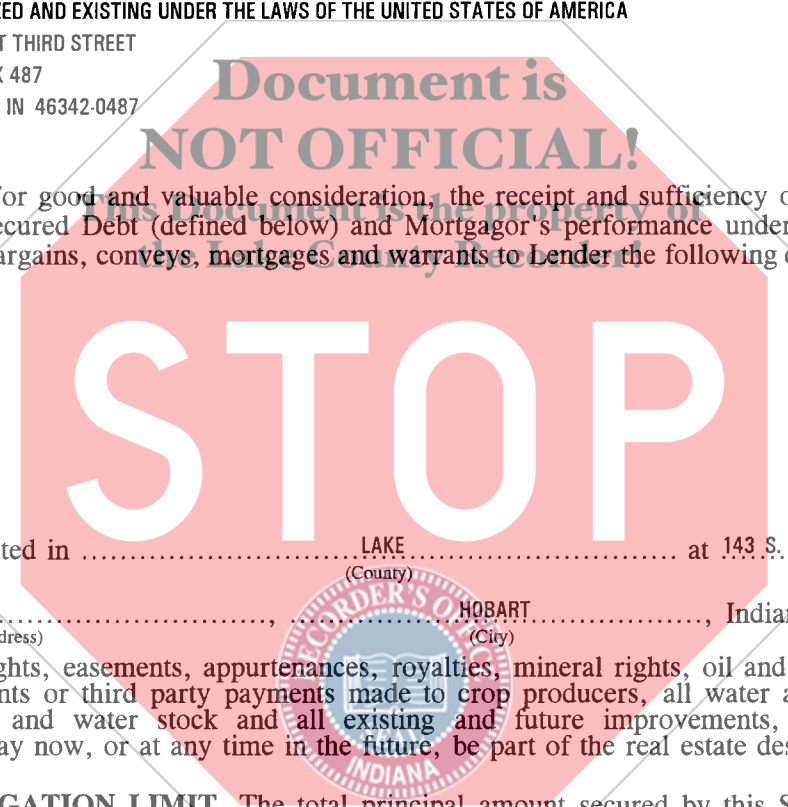 ZED AND EXISTING UNDER THE LAWS OF THE UNITED STATES OF AMERICA
T THIRD STREET
X 487
IN 46342-0487
Document is
NOT OFFICIAL!
This Document is the property of
the Lake County Recorder!
For good and valuable consideration, the receipt and sufficiency o
ecured Debt (defined below) and Mortgagor's performance under
argains, conveys, mortgages and warrants to Lender the following
STOP
ted in .......................................... LAKE .......................................... at 143 S.
(County)
........................................, .................... HOBART ...................., Indian
dress) (City)
RECORDER'S OFFICE
ghts, easements, appurtenances, royalties, mineral rights, oil and
nts or third party payments made to crop producers, all water a
and water stock and all existing and future improvements,
ay now, or at any time in the future, be part of the real estate des
SEAL
INDIANA
GATION LIMIT. The total principal amount secured by this S